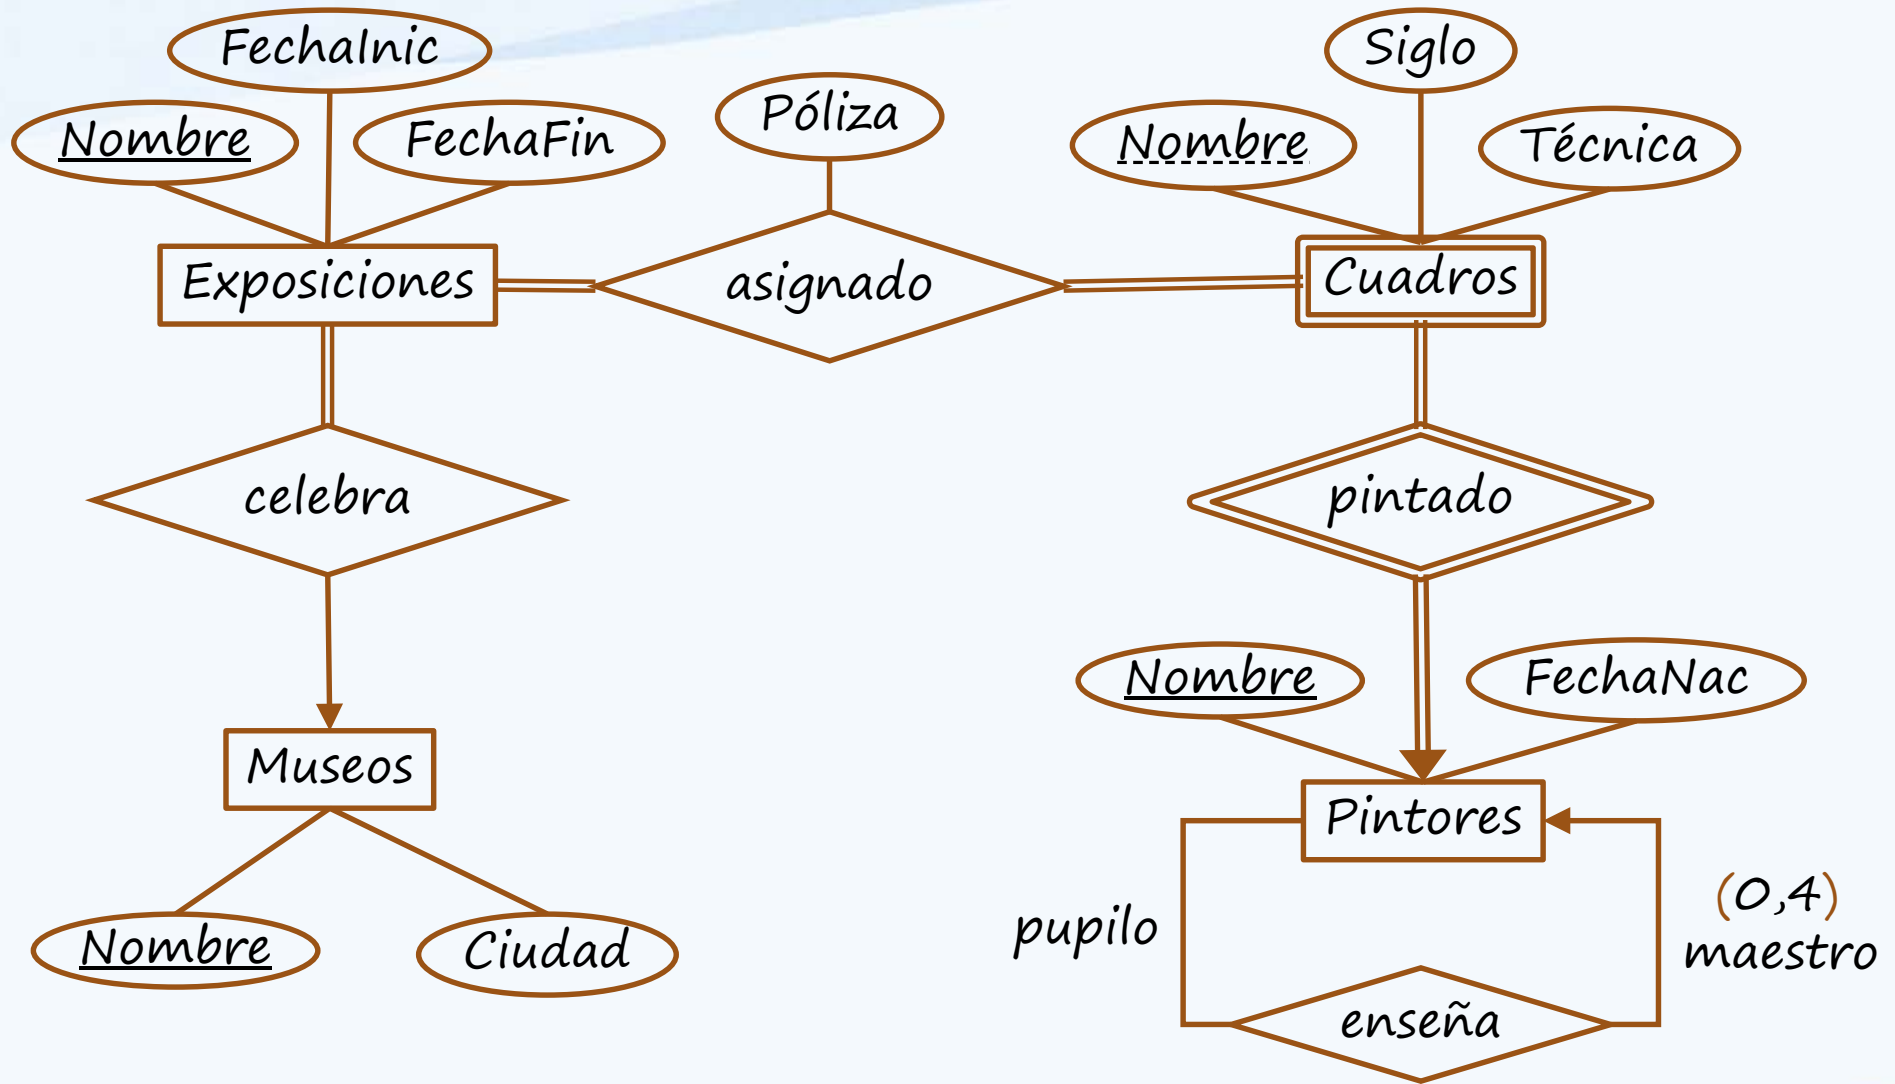 FechaInic
Nombre
FechaFin
Póliza
Siglo
Nombre
Técnica
Exposiciones
asignado
Cuadros
celebra
pintado
Nombre
FechaNac
Museos
Pintores
pupilo
(0,4)
maestro
Nombre
Ciudad
enseña